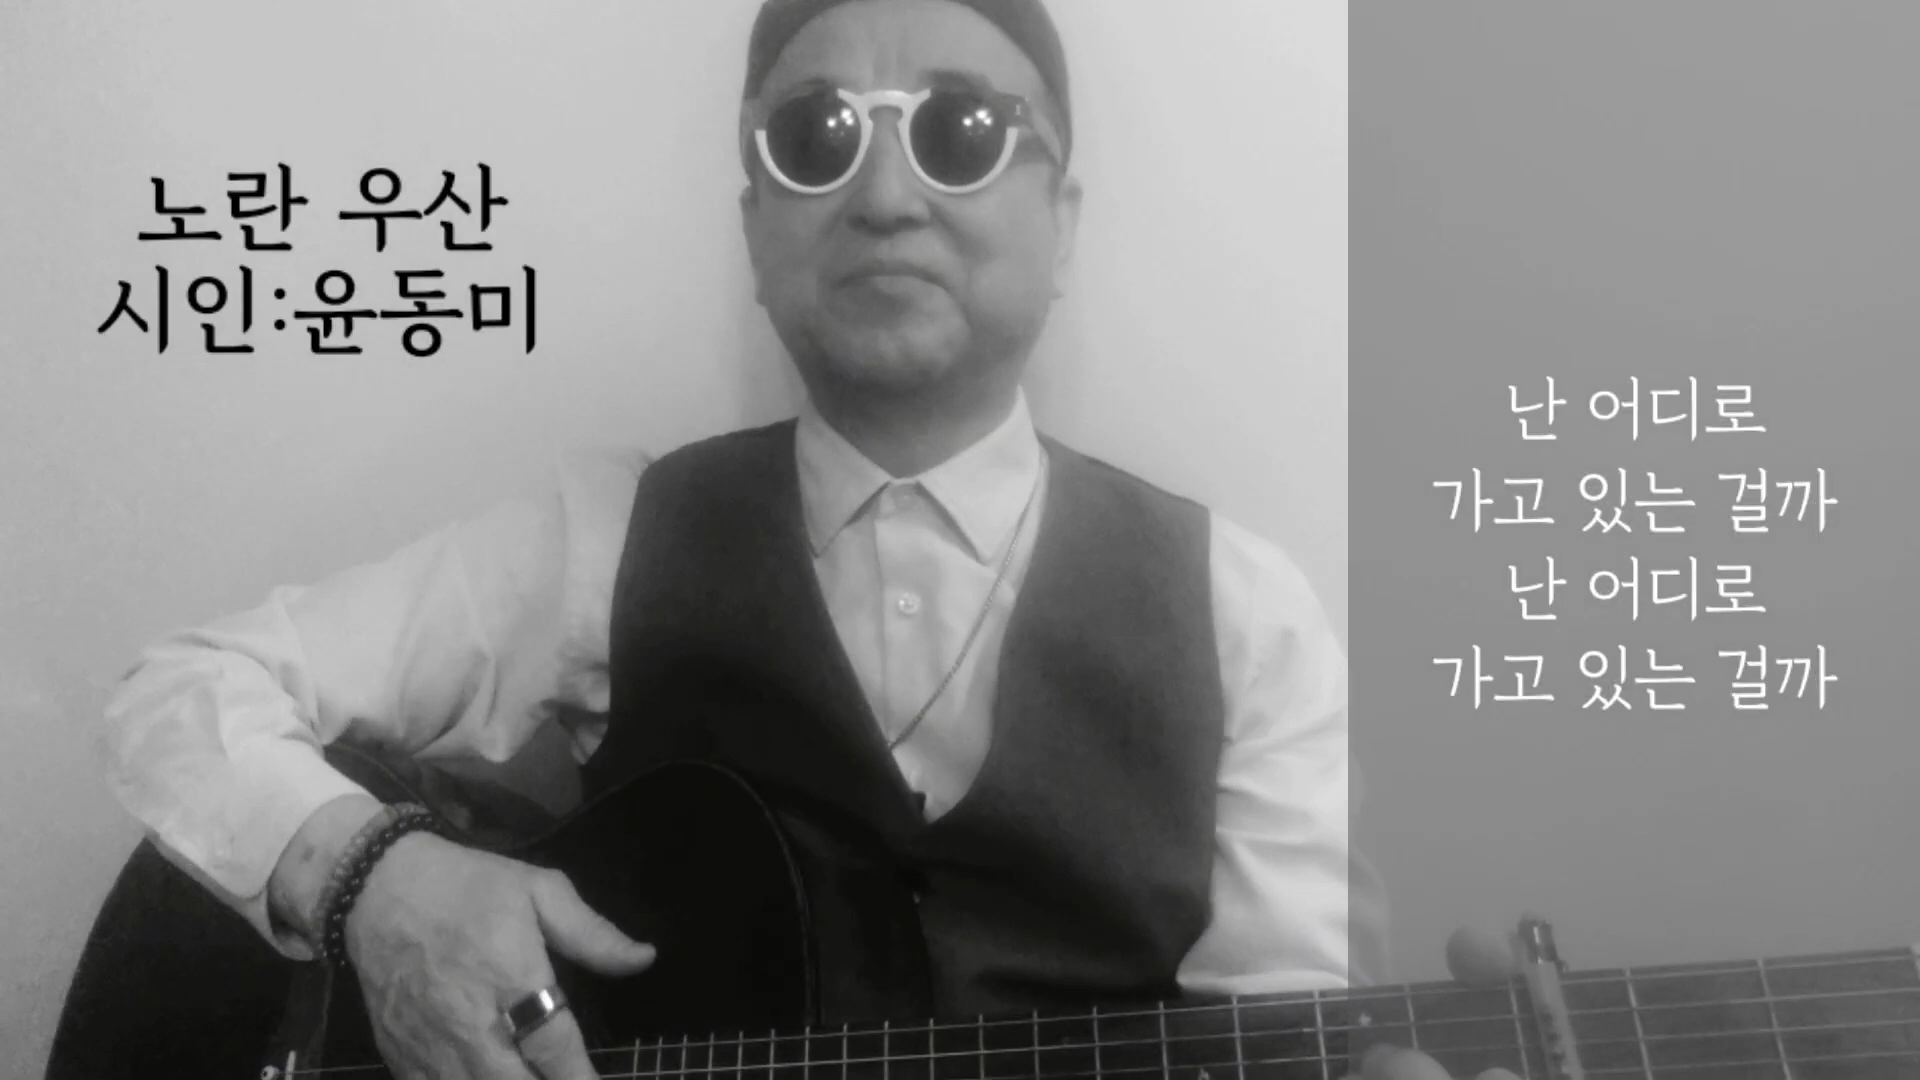 노란 우산
시인:윤동미
난 어디로
가고 있는 걸까
난 어디로
가고 있는 걸까